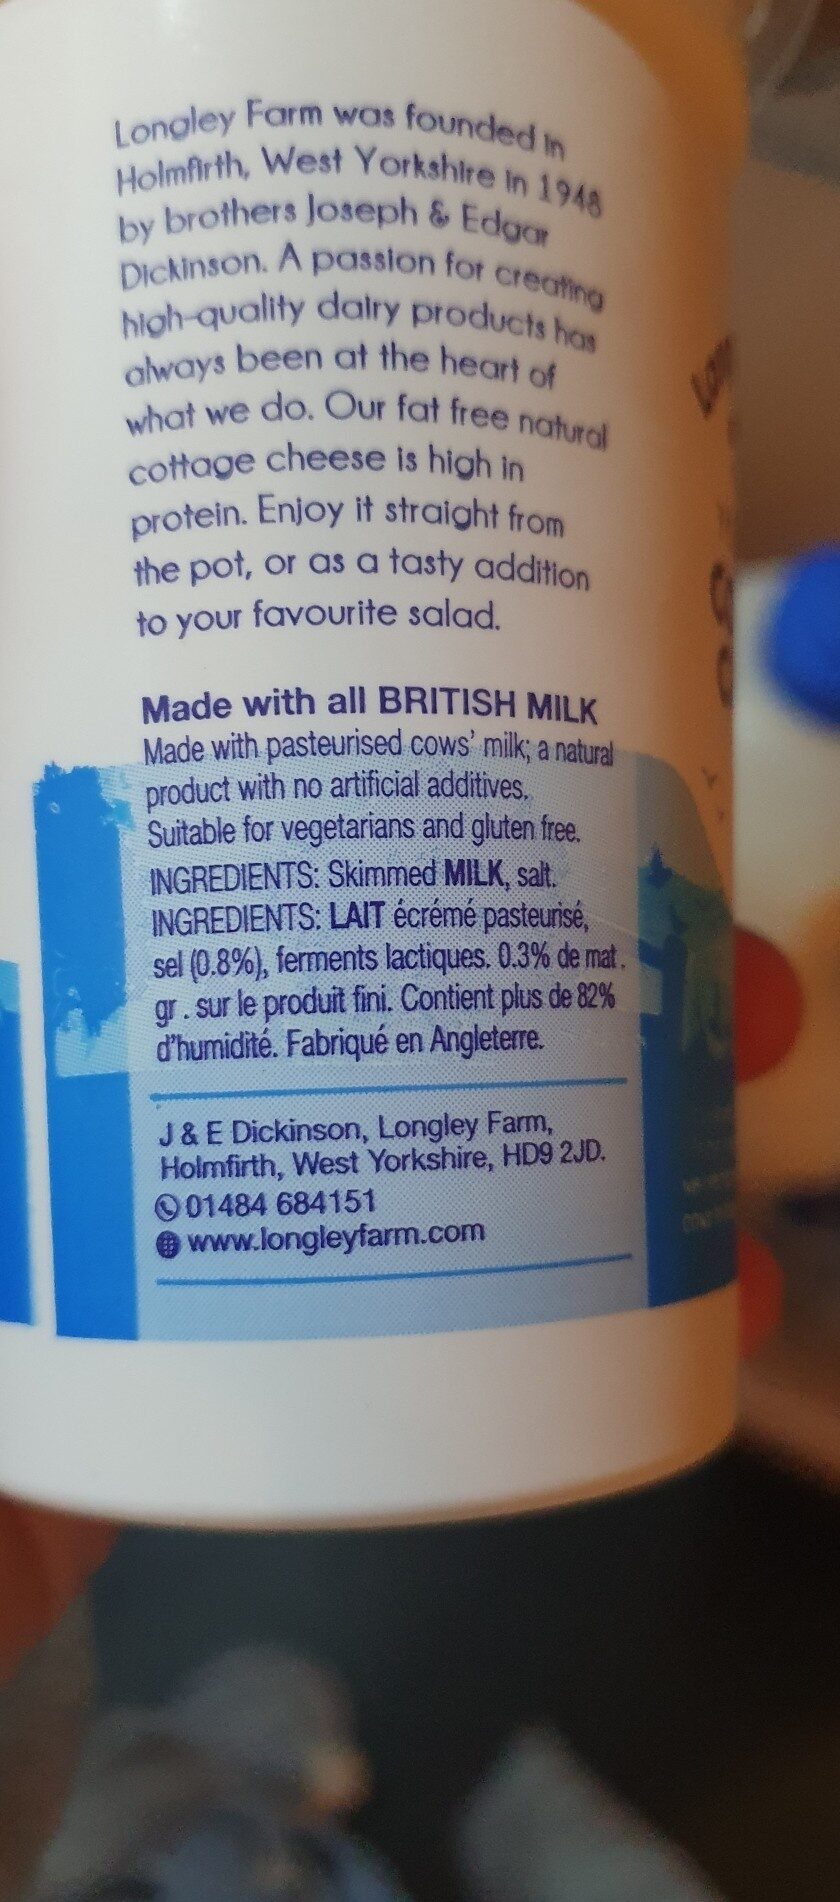 Longley Farm was founded in
Holmfirth, West Yorkshire in 1948
by brothers Joseph & Edgar
Dickinson. A passion for creating
high-quality dairy products has
always been at the heart of
what we do. Our fat free natural
cottage cheese is high in
protein. Enjoy it straight from
the pot, or as a tasty addition
to your favourite salad.
Made with all BRITISH MILK
Made with pasteurised cows' milk; a natural
product with no artificial additives.
Suitable for vegetarians and gluten free.
INGREDIENTS: Skimmed MILK, salt.
INGREDIENTS: LAIT écrémé pasteurisé,
sel (0.8%), ferments lactiques. 0.3% de mat.
gr. sur le produit fini. Contient plus de 82%
d'humidité. Fabriqué en Angleterre.
J & E Dickinson, Longley Farm,
Holmfirth, West Yorkshire, HD9 2JD.
01484 684151
www.longleyfarm.com